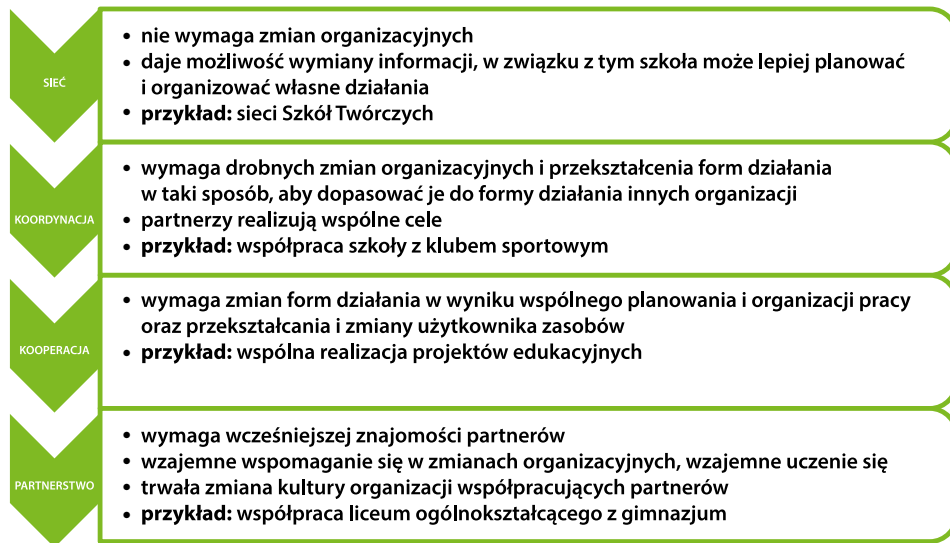 SIEĆ
• nie wymaga zmian organizacyjnych
• daje możliwość wymiany informacji, w związku z tym szkoła może lepiej planować
i organizować własne działania
• przykład: sieci Szkół Twórczych
KOORDYNACJA
• wymaga drobnych zmian organizacyjnych i przekształcenia form działania
w taki sposób, aby dopasować je do formy działania innych organizacji
• partnerzy realizują wspólne cele
• przykład: współpraca szkoły z klubem sportowym
KOOPERACJA
• wymaga zmian form działania w wyniku wspólnego planowania i organizacji pracy
oraz przekształcania i zmiany użytkownika zasobów
• przykład: wspólna realizacja projektów edukacyjnych
PARTNERSTWO
• wymaga wcześniejszej znajomości partnerów
• wzajemne wspomaganie się w zmianach organizacyjnych, wzajemne uczenie się
• trwała zmiana kultury organizacji współpracujących partnerów
• przykład: współpraca liceum ogólnokształcącego z gimnazjum